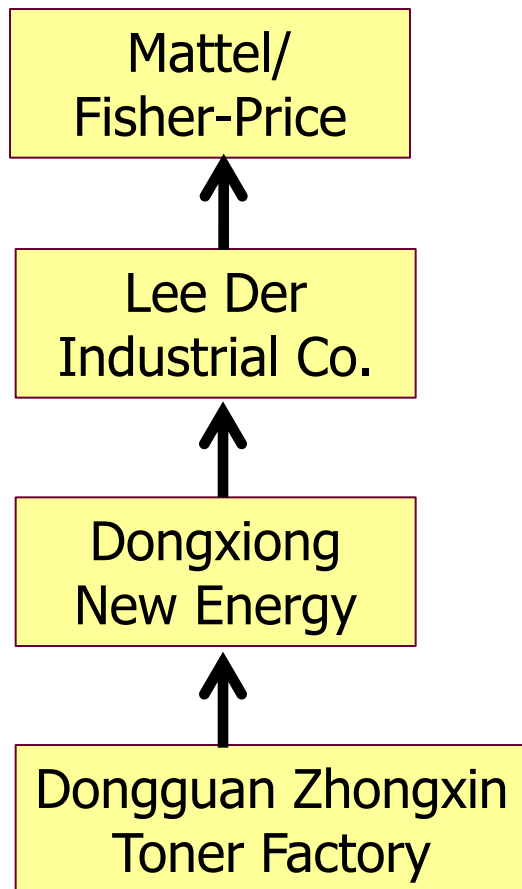 Mattel/
Fisher-Price
Lee Der
Industrial Co.
Dongxiong
New Energy
Dongguan Zhongxin
Toner Factory